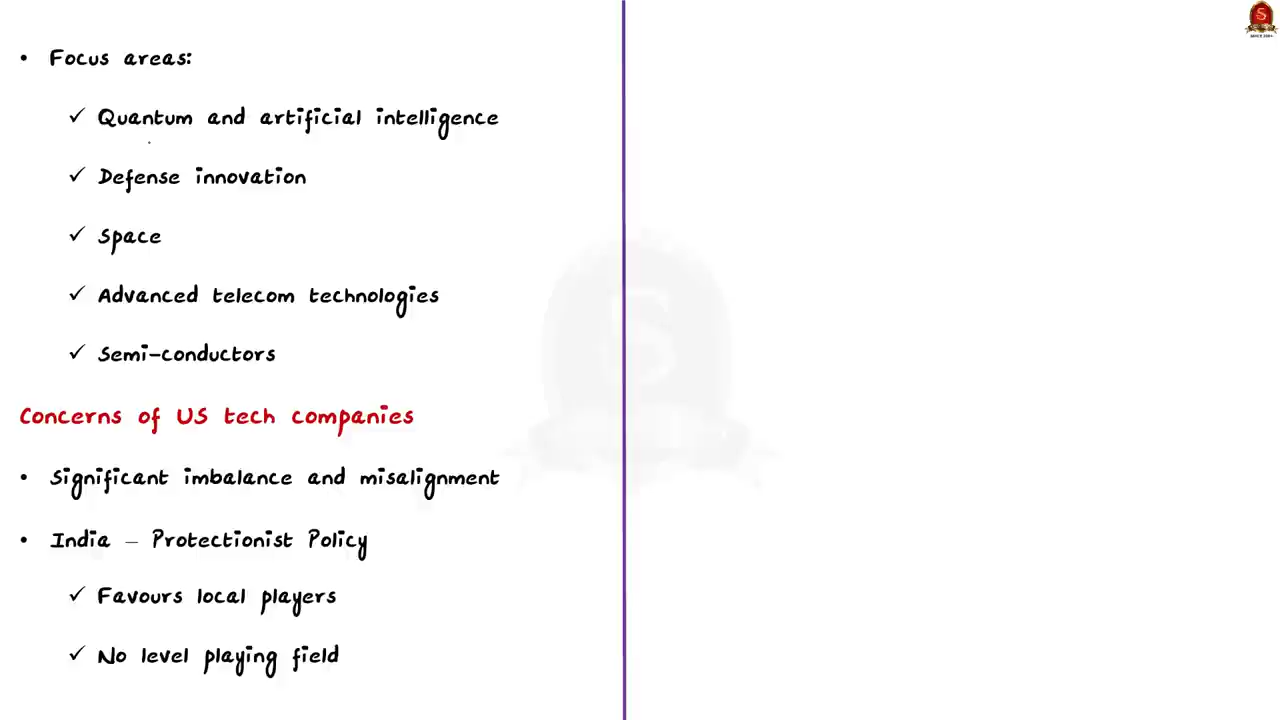 • Focus areas:
✓ Quantum and artificial intelligence
✓ Defense innovation
✓ Space
✓ Advanced telecom technologies
✓ Semi-conductors
Concerns of US tech companies
• Significant imbalance and misalignment
• India – Protectionist Policy
✓ Favours local players
✓ No level playing field